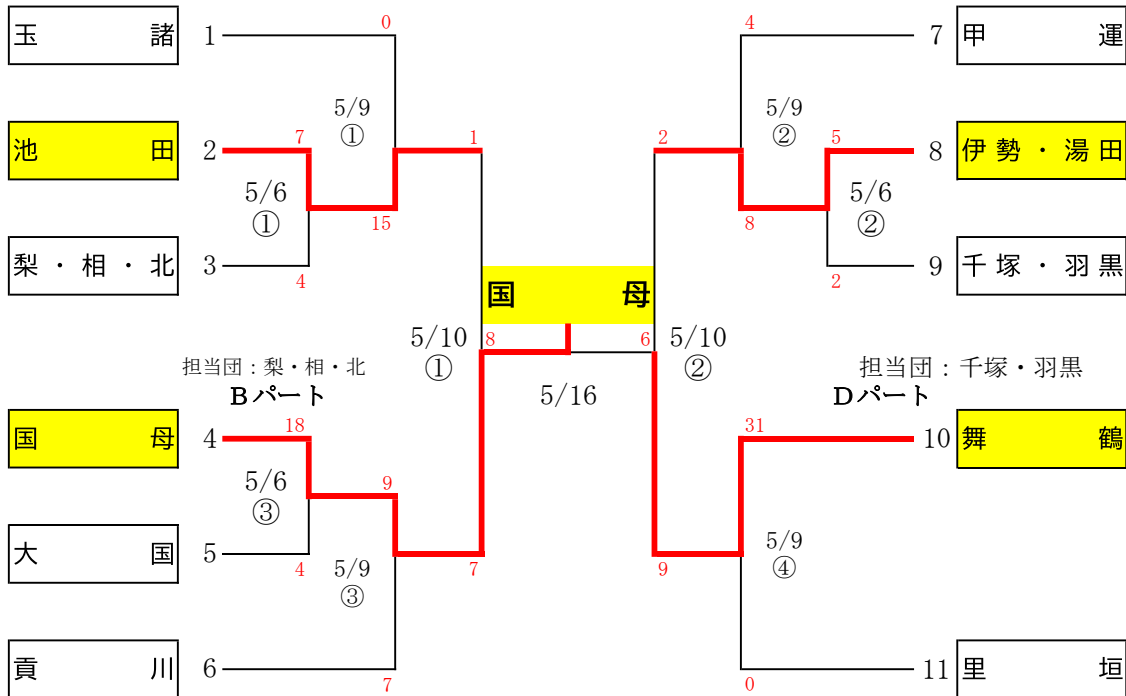 玉諸 1 0 4 7 甲運
5/9 5/9
① ②
池田 2 7 1 2 5 8 伊勢・湯田
5/6 5/6
① 15 8 ②
梨・相・北 3 4 2 9 千塚・羽黒
国母
5/10 8 6 5/10
① ②
担当団：梨・相・北 担当団：千塚・羽黒
Bパート 5/16 Dパート
国母 4 18 31 10 舞鶴
5/6 9
③
大国 5 4 5/9 7 9 5/9
③ ④
貢川 6 7 0 11 里垣